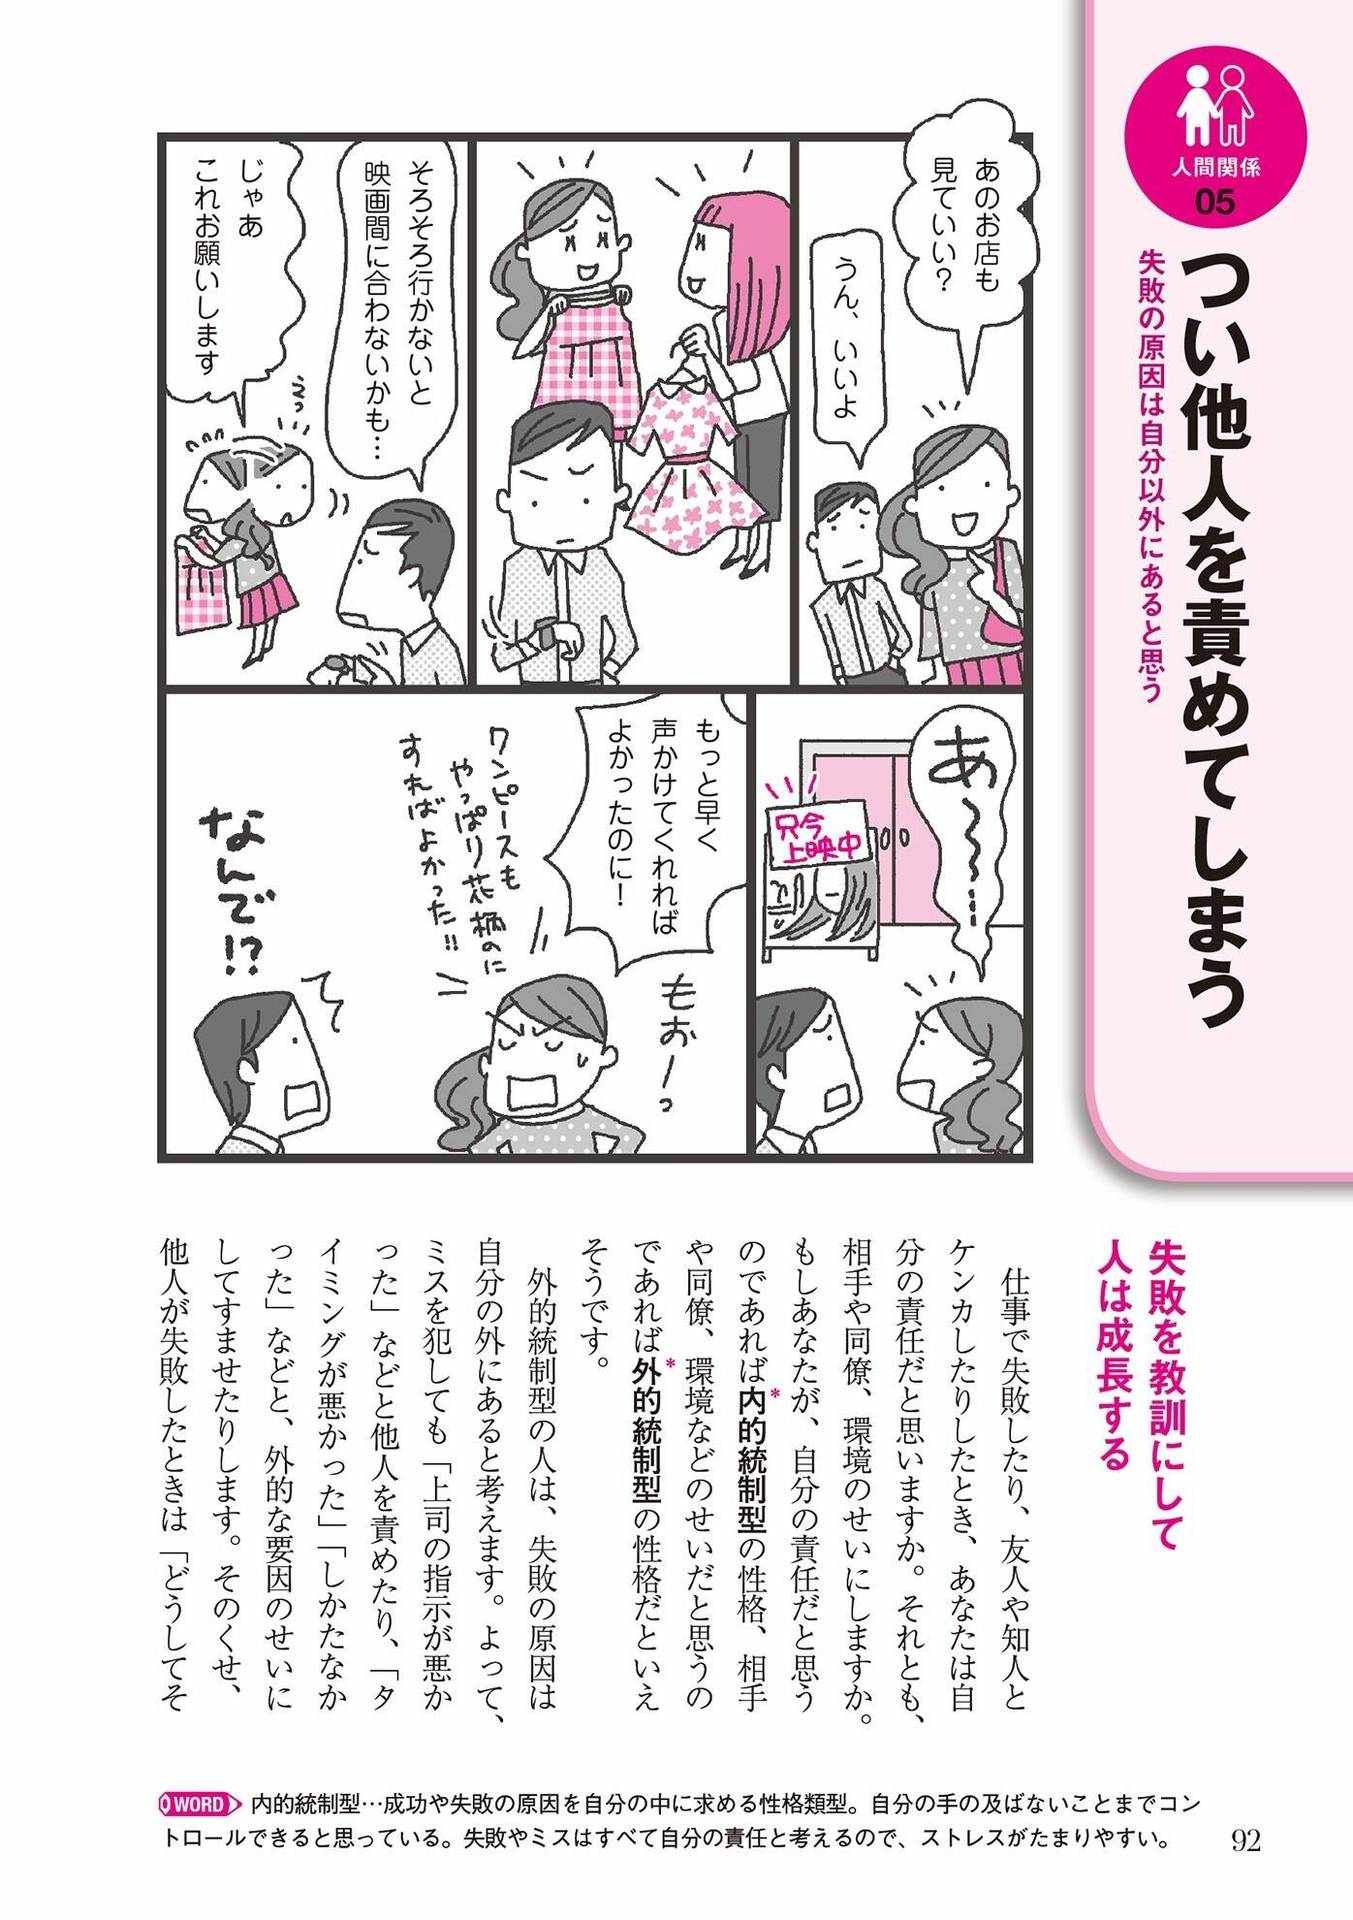 人間関係
05
つい他人を責めてしまう
失敗の原因は自分以外にあると思う
あのお店も
見ていい？
うん、いいよ
そろそろ行かないと
映画間に合わないかも…
えっ
じゃあ
これお願いします
あ〜〜……
只今
上映中
もっと早く
声かけてくれれば
よかったのに！
もおーっ
ワンピースも
やっぱり花柄のに
すればよかった!!
なんで!?
失敗を教訓にして
人は成長する
仕事で失敗したり、友人や知人と
ケンカしたりしたとき、あなたは自
分の責任だと思いますか。それとも、
相手や同僚、環境のせいにしますか。
もしあなたが、自分の責任だと思う
のであれば内的統制型*の性格、相手
や同僚、環境などのせいだと思うの
であれば外的統制型*の性格だといえ
そうです。
外的統制型の人は、失敗の原因は
自分の外にあると考えます。よって、
ミスを犯しても「上司の指示が悪か
った」などと他人を責めたり、「タ
イミングが悪かった」「しかたなか
った」などと、外的な要因のせいに
してすませたりします。そのくせ、
他人が失敗したときは「どうしてそ
WORD 内的統制型…成功や失敗の原因を自分の中に求める性格類型。自分の手の及ばないことまでコン
トロールできると思っている。失敗やミスはすべて自分の責任と考えるので、ストレスがたまりやすい。
92